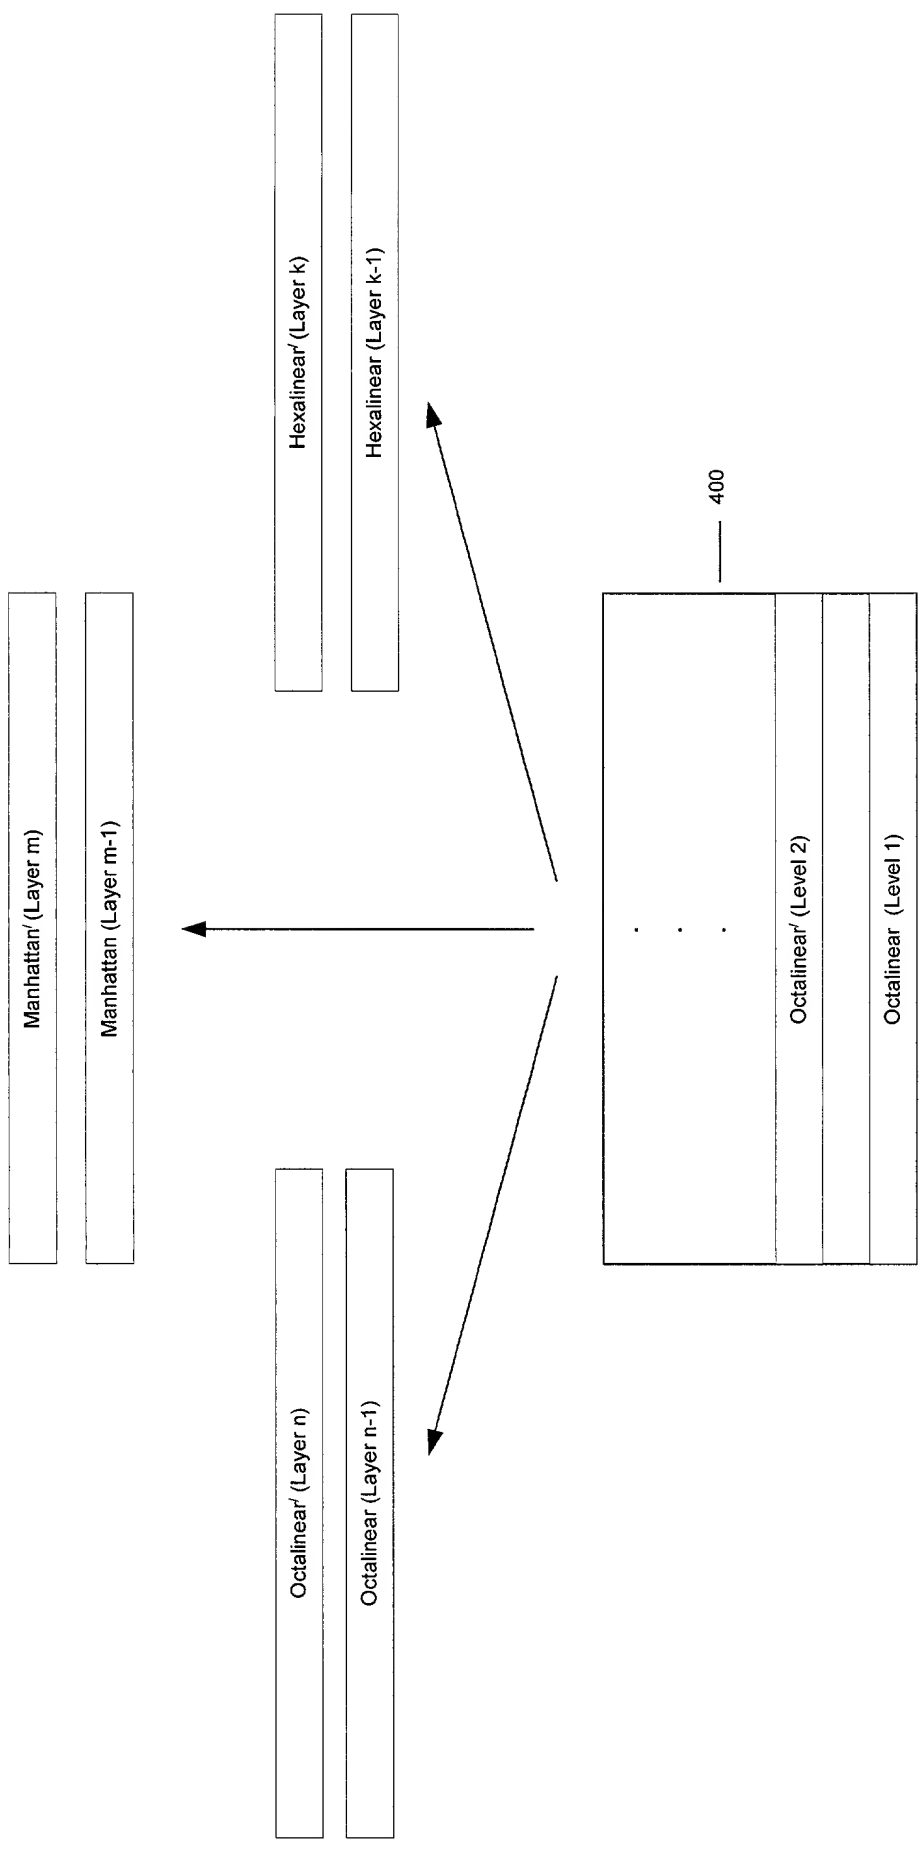 Manhattan′ (Layer m)
Manhattan (Layer m-1)
Octalinear′ (Layer n)
Octalinear (Layer n-1)
Hexalinear′ (Layer k)
Hexalinear (Layer k-1)
400
. . .
Octalinear′ (Level 2)
Octalinear (Level 1)